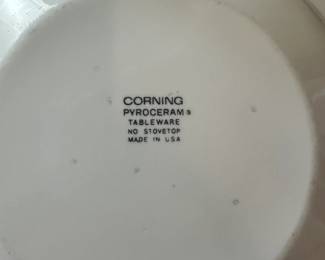 CORNING
PYROCERAM®
TABLEWARE
NO STOVETOP
MADE IN USA